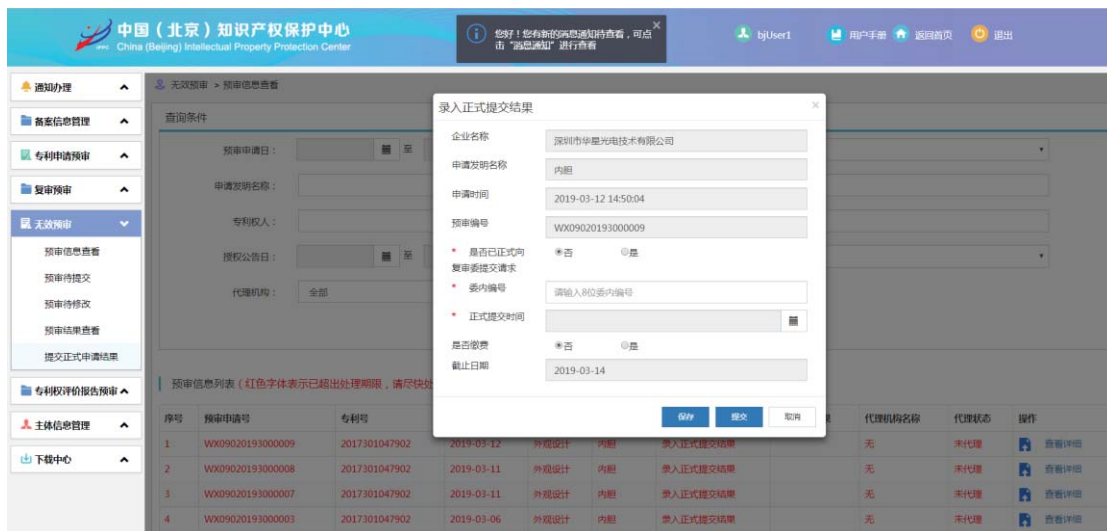 中国（北京）知识产权保护中心
China (Beijing) Intellectual Property Protection Center
您好！您有新的消息通知待查看，可点
击“消息通知”进行查看
×
bjUser1
用户手册
返回首页
退出
通知办理
备案信息管理
专利申请预审
复审预审
无效预审
预审信息查看
预审待提交
预审待修改
预审结果查看
提交正式申请结果
专利权评价报告预审
主体信息管理
下载中心
无效预审 > 预审信息查看
查询条件
预审申请日：
至
申请发明名称：
专利权人：
授权公告日：
至
代理机构：
全部
录入正式提交结果
×
企业名称
深圳市华星光电技术有限公司
申请发明名称
内胆
申请时间
2019-03-12 14:50:04
预审编号
WX09020193000009
* 是否已正式向
复审委提交请求
否 是
* 委内编号
请输入8位委内编号
* 正式提交时间
是否缴费
否 是
截止日期
2019-03-14
保存 提交 取消
预审信息列表（红色字体表示已超出处理期限，请尽快处
序号 预审申请号 专利号 代理机构名称 代理状态 操作
1 WX09020193000009 2017301047902 2019-03-12 外观设计 内胆 录入正式提交结果 无 未代理 查看详细
2 WX09020193000008 2017301047902 2019-03-11 外观设计 内胆 录入正式提交结果 无 未代理 查看详细
3 WX09020193000007 2017301047902 2019-03-11 外观设计 内胆 录入正式提交结果 无 未代理 查看详细
4 WX09020193000003 2017301047902 2019-03-06 外观设计 内胆 录入正式提交结果 无 未代理 查看详细